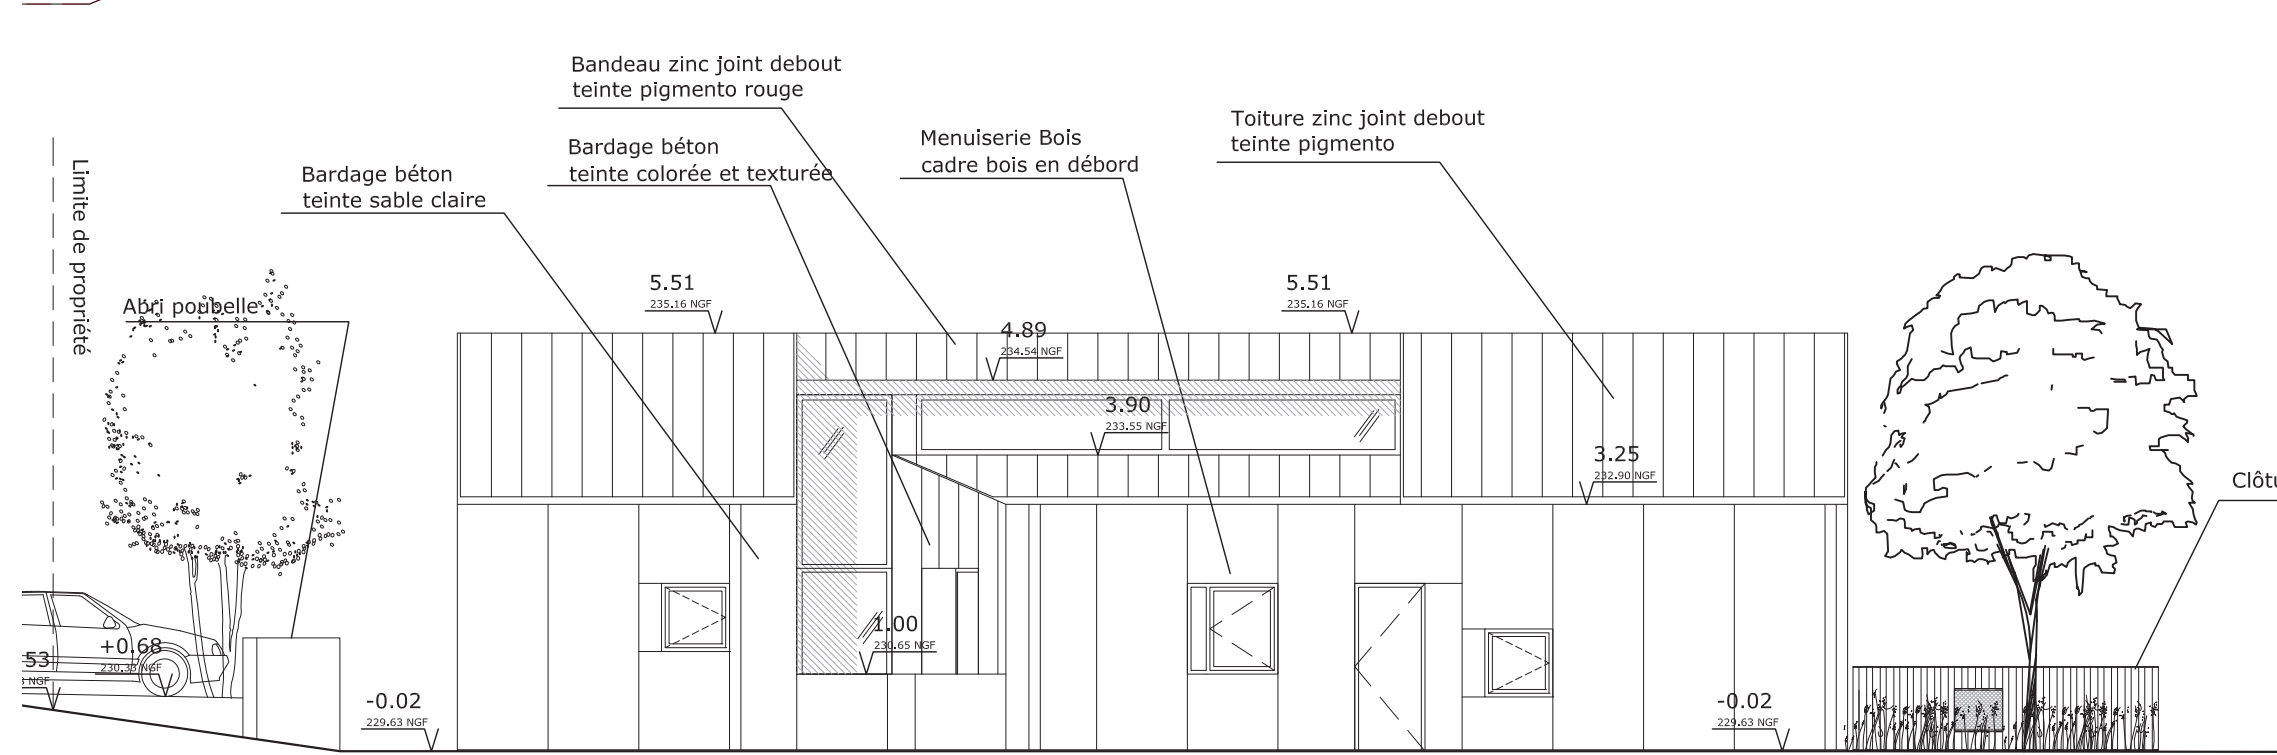 Bandeau zinc joint debout
teinte pigmento rouge
Bardage béton
teinte colorée et texturée
Menuiserie Bois
cadre bois en débord
Toiture zinc joint debout
teinte pigmento
Bardage béton
teinte sable claire
Limite de propriété
Abri poubelle
5.51
235.16 NGF
5.51
235.16 NGF
4.89
234.54 NGF
3.90
233.55 NGF
3.25
232.90 NGF
Clôtu
1.00
230.65 NGF
+0.68
230.33 NGF
53
NGF
-0.02
229.63 NGF
-0.02
229.63 NGF